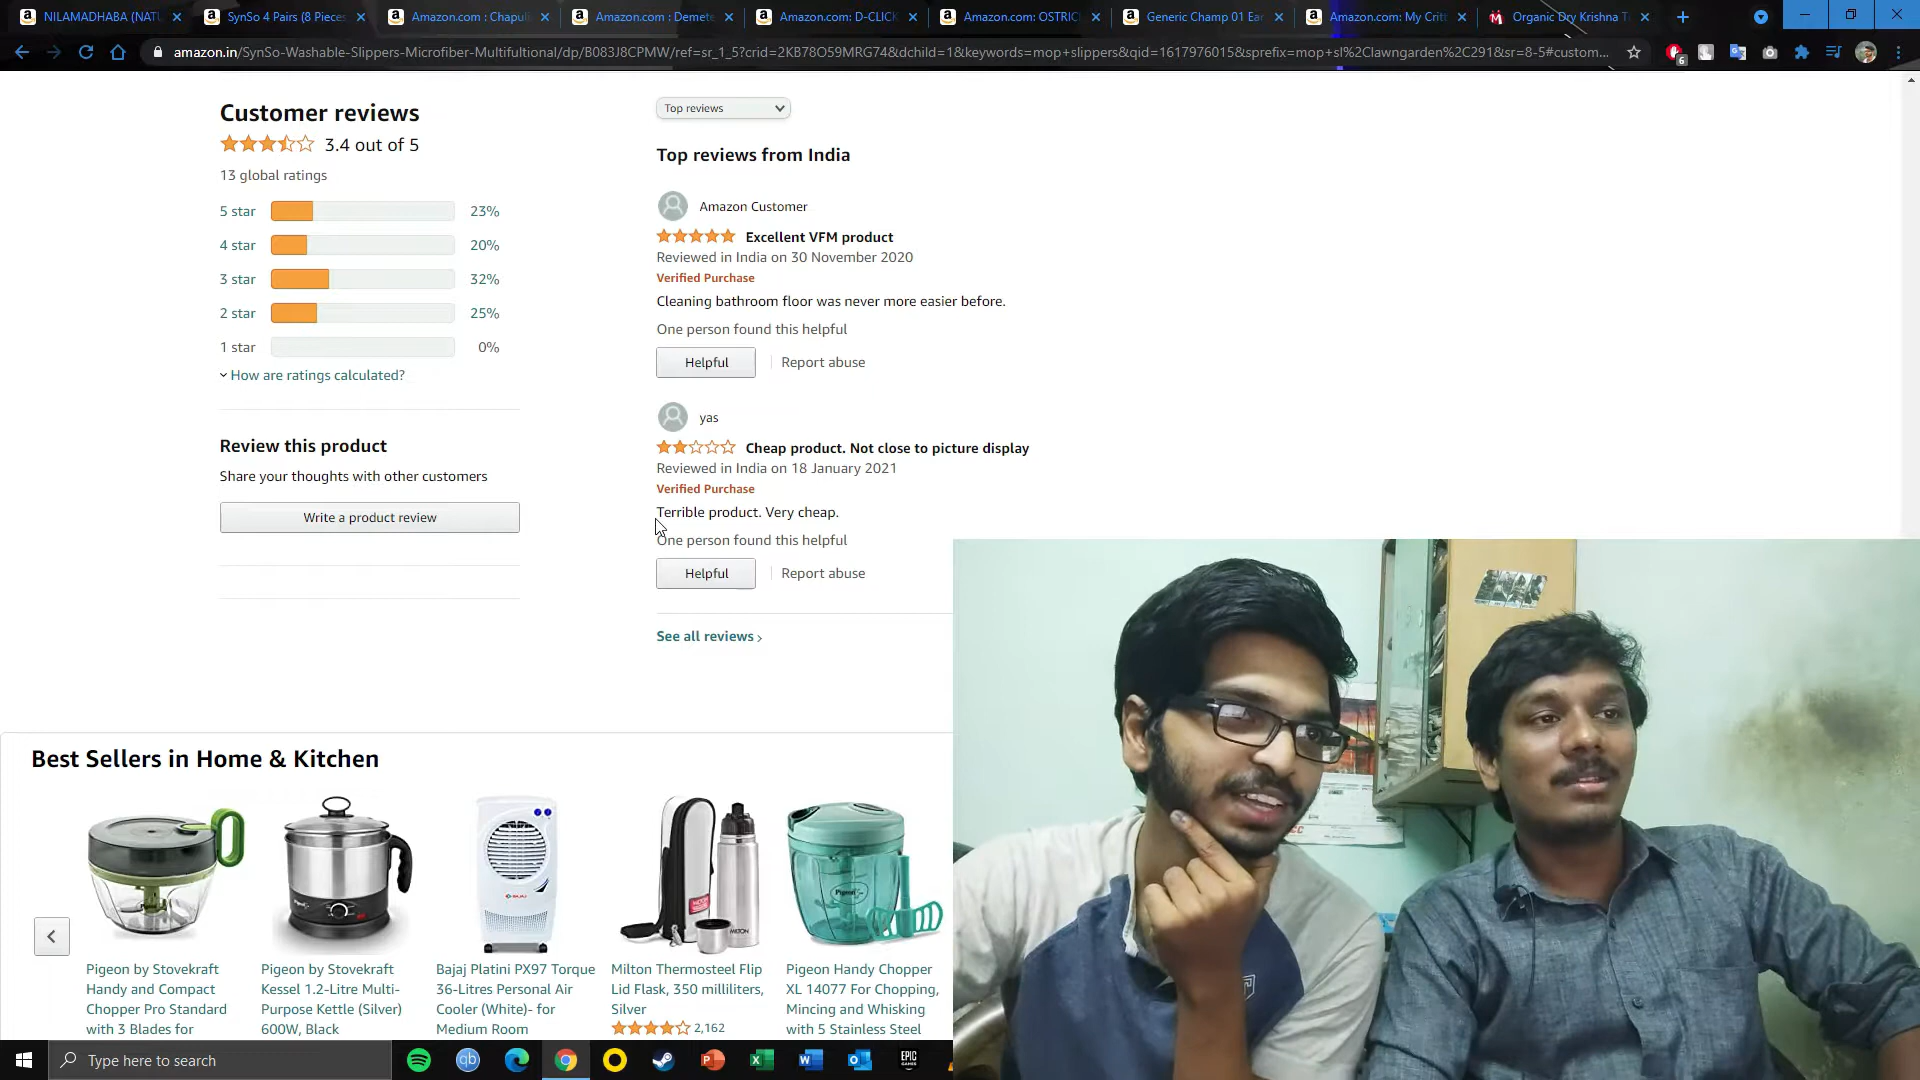 NILAMADHABA (NATU
SynSo 4 Pairs (8 Pieces
Amazon.com : Chapuli
Amazon.com : Demete
Amazon.com: D-CLICK
Amazon.com: OSTRIC
Generic Champ 01 Ear
Amazon.com: My Critt
Organic Dry Krishna T
amazon.in/SynSo-Washable-Slippers-Microfiber-Multifultional/dp/B083J8CPMW/ref=sr_1_5?crid=2KB78O59MRG74&dchild=1&keywords=mop+slippers&qid=1617976015&sprefix=mop+sl%2Clawngarden%2C291&sr=8-5#custom...
6
Customer reviews
3.4 out of 5
13 global ratings
5 star 23%
4 star 20%
3 star 32%
2 star 25%
1 star 0%
How are ratings calculated?
Review this product
Share your thoughts with other customers
Write a product review
Top reviews
Top reviews from India
Amazon Customer
Excellent VFM product
Reviewed in India on 30 November 2020
Verified Purchase
Cleaning bathroom floor was never more easier before.
One person found this helpful
Helpful
Report abuse
yas
Cheap product. Not close to picture display
Reviewed in India on 18 January 2021
Verified Purchase
Terrible product. Very cheap.
One person found this helpful
Helpful
Report abuse
See all reviews ›
Best Sellers in Home & Kitchen
Pigeon by Stovekraft
Handy and Compact
Chopper Pro Standard
with 3 Blades for
Pigeon by Stovekraft
Kessel 1.2-Litre Multi-
Purpose Kettle (Silver)
600W, Black
Bajaj Platini PX97 Torque
36-Litres Personal Air
Cooler (White)- for
Medium Room
Milton Thermosteel Flip
Lid Flask, 350 milliliters,
Silver
2,162
Pigeon Handy Chopper
XL 14077 For Chopping,
Mincing and Whisking
with 5 Stainless Steel
Type here to search
qb
EPIC
GAMES